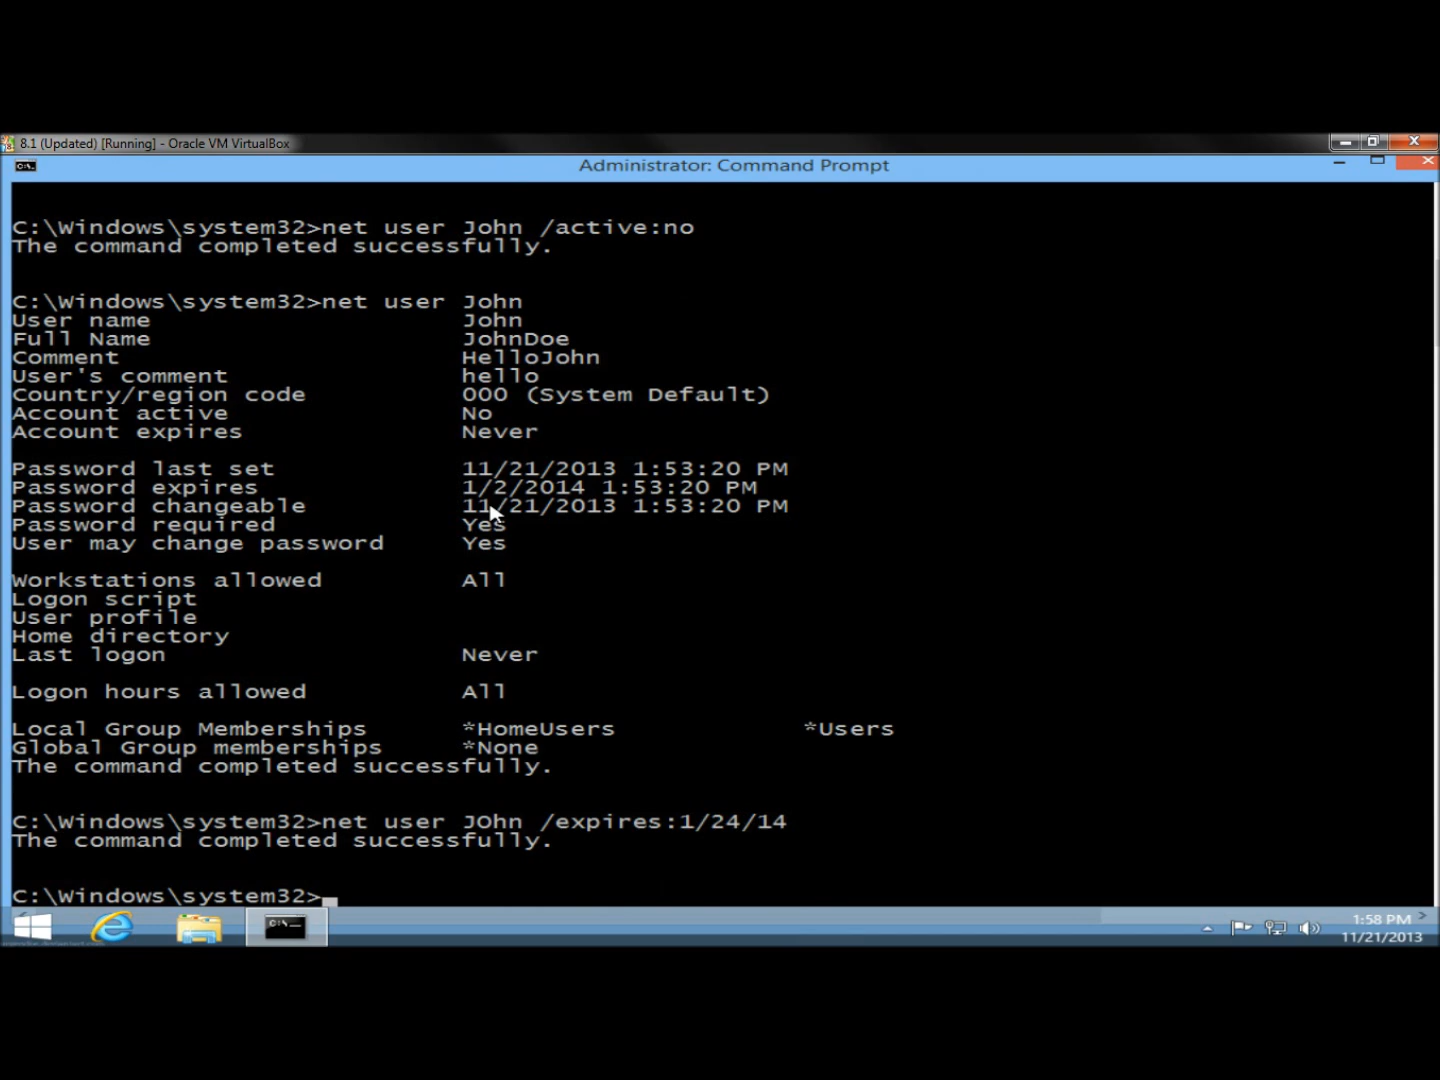 8.1 (Updated) [Running] - Oracle VM VirtualBox
Administrator: Command Prompt
C:\Windows\system32>net user John /active:no
The command completed successfully.
C:\Windows\system32>net user John
User name John
Full Name JohnDoe
Comment HelloJohn
User's comment hello
Country/region code 000 (System Default)
Account active No
Account expires Never
Password last set 11/21/2013 1:53:20 PM
Password expires 1/2/2014 1:53:20 PM
Password changeable 11/21/2013 1:53:20 PM
Password required Yes
User may change password Yes
Workstations allowed All
Logon script
User profile
Home directory
Last logon Never
Logon hours allowed All
Local Group Memberships *HomeUsers *Users
Global Group memberships *None
The command completed successfully.
C:\Windows\system32>net user JOhn /expires:1/24/14
The command completed successfully.
C:\Windows\system32>
1:58 PM
11/21/2013